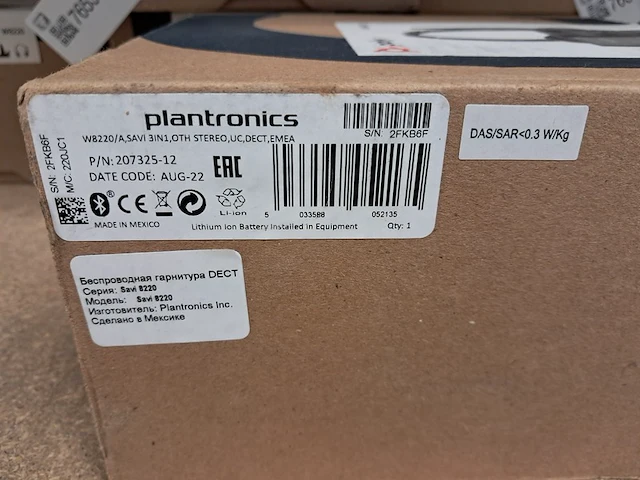 plantronics
W8220/A,SAVI 3IN1,OTH STEREO,UC,DECT,EMEA
S/N: 2FKB6F
M/C: 220JC1
S/N: 2FKB6F
P/N: 207325-12
DATE CODE: AUG-22
EAC
CE
MADE IN MEXICO
Li-ion
5 033588 052135
Lithium Ion Battery Installed in Equipment
Qty: 1
DAS/SAR<0.3 W/Kg
Беспроводная гарнитура DECT
Серия: Savi 8220
Модель: Savi 8220
Изготовитель: Plantronics Inc.
Сделано в Мексике